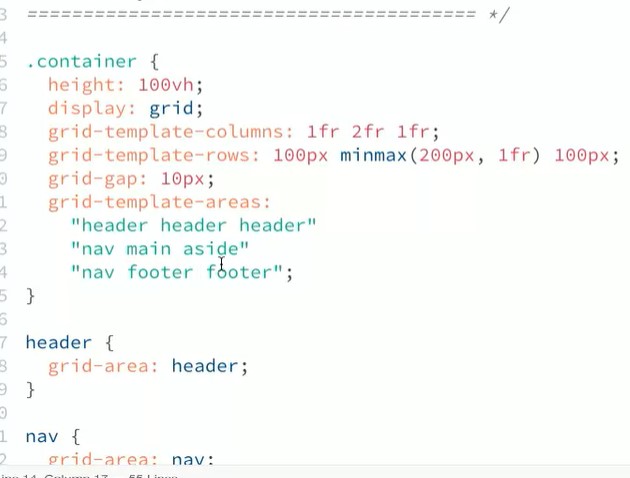 3 ======================================== */
4
5 .container {
6 height: 100vh;
7 display: grid;
8 grid-template-columns: 1fr 2fr 1fr;
9 grid-template-rows: 100px minmax(200px, 1fr) 100px;
0 grid-gap: 10px;
1 grid-template-areas:
2 "header header header"
3 "nav main aside"
4 "nav footer footer";
5 }
6
7 header {
8 grid-area: header;
9 }
0
1 nav {
2 grid-area: nav;